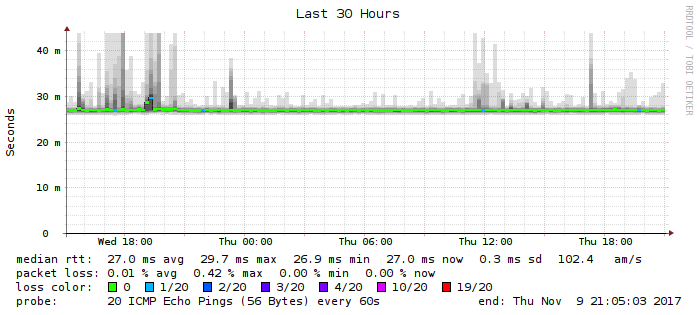 Last 30 Hours
RRDTOOL / TOBI OETIKER
Seconds
40 m
30 m
20 m
10 m
0
Wed 18:00 Thu 00:00 Thu 06:00 Thu 12:00 Thu 18:00
median rtt: 27.0 ms avg 29.7 ms max 26.9 ms min 27.0 ms now 0.3 ms sd 102.4 am/s
packet loss: 0.01 % avg 0.42 % max 0.00 % min 0.00 % now
loss color: 0 1/20 2/20 3/20 4/20 10/20 19/20
probe: 20 ICMP Echo Pings (56 Bytes) every 60s end: Thu Nov 9 21:05:03 2017